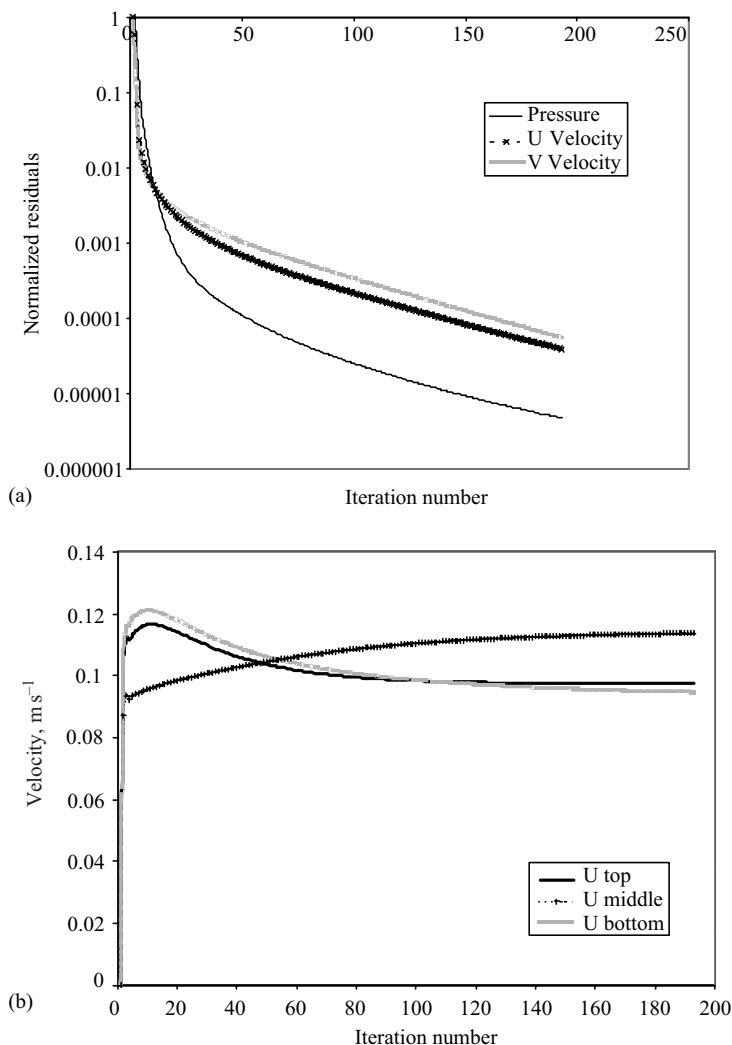 1
0
50
100
150
200
250
0.1
0.01
0.001
0.0001
0.00001
0.000001
Normalized residuals
Pressure
U Velocity
V Velocity
(a)
Iteration number
0.14
0.12
0.1
0.08
0.06
0.04
0.02
0
Velocity, m s⁻¹
U top
U middle
U bottom
(b)
0 20 40 60 80 100 120 140 160 180 200
Iteration number